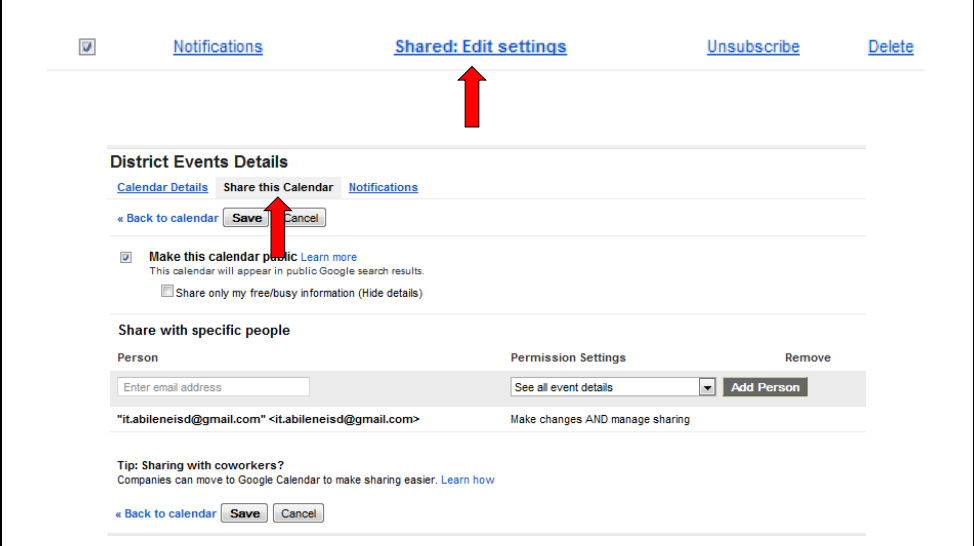 Notifications Shared: Edit settings Unsubscribe Delete
District Events Details
Calendar Details Share this Calendar Notifications
« Back to calendar Save Cancel
Make this calendar public Learn more
This calendar will appear in public Google search results.
Share only my free/busy information (Hide details)
Share with specific people
Person Permission Settings Remove
Enter email address See all event details Add Person
"it.abileneisd@gmail.com" <it.abileneisd@gmail.com> Make changes AND manage sharing
Tip: Sharing with coworkers?
Companies can move to Google Calendar to make sharing easier. Learn how
« Back to calendar Save Cancel